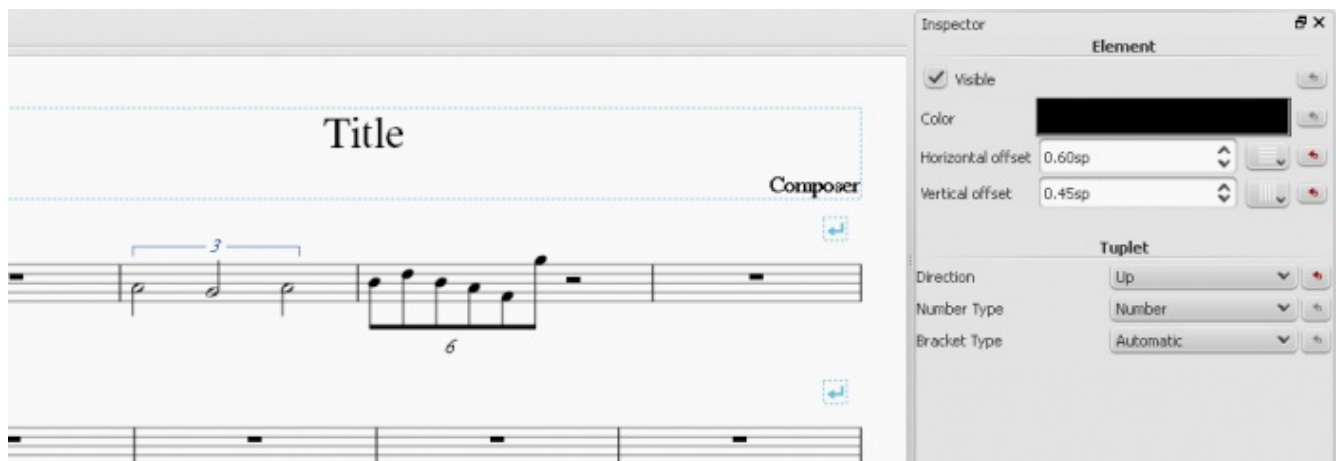 Title
Composer
3
6
Inspector
Element
Visible
Color
Horizontal offset 0.60sp
Vertical offset 0.45sp
Tuplet
Direction Up
Number Type Number
Bracket Type Automatic